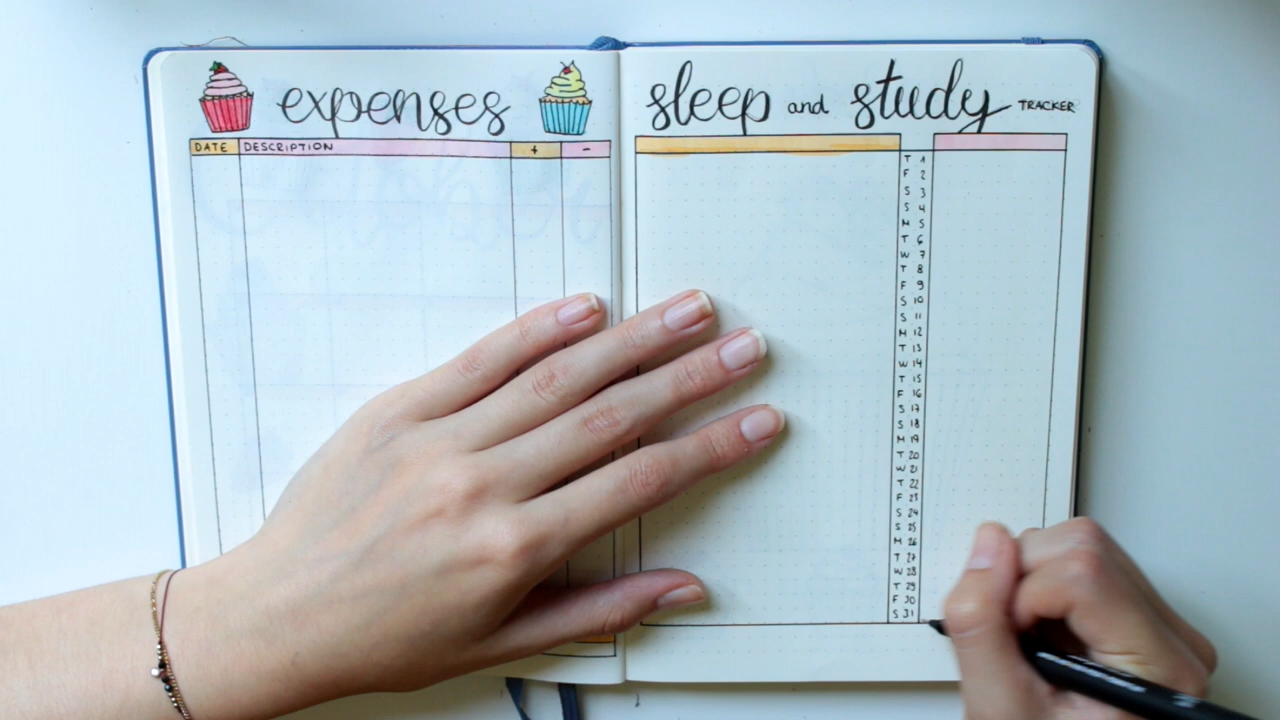 expenses
DATE DESCRIPTION + -
sleep and study TRACKER
T 1
F 2
S 3
S 4
M 5
T 6
W 7
T 8
F 9
S 10
S 11
M 12
T 13
W 14
T 15
F 16
S 17
S 18
M 19
T 20
W 21
T 22
F 23
S 24
S 25
M 26
T 27
W 28
T 29
F 30
S 31